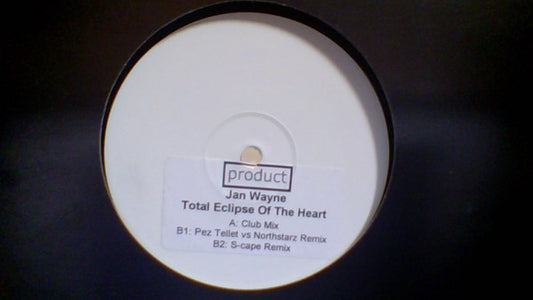 product
Jan Wayne
Total Eclipse Of The Heart
A: Club Mix
B1: Pez Tellet vs Northstarz Remix
B2: S-cape Remix